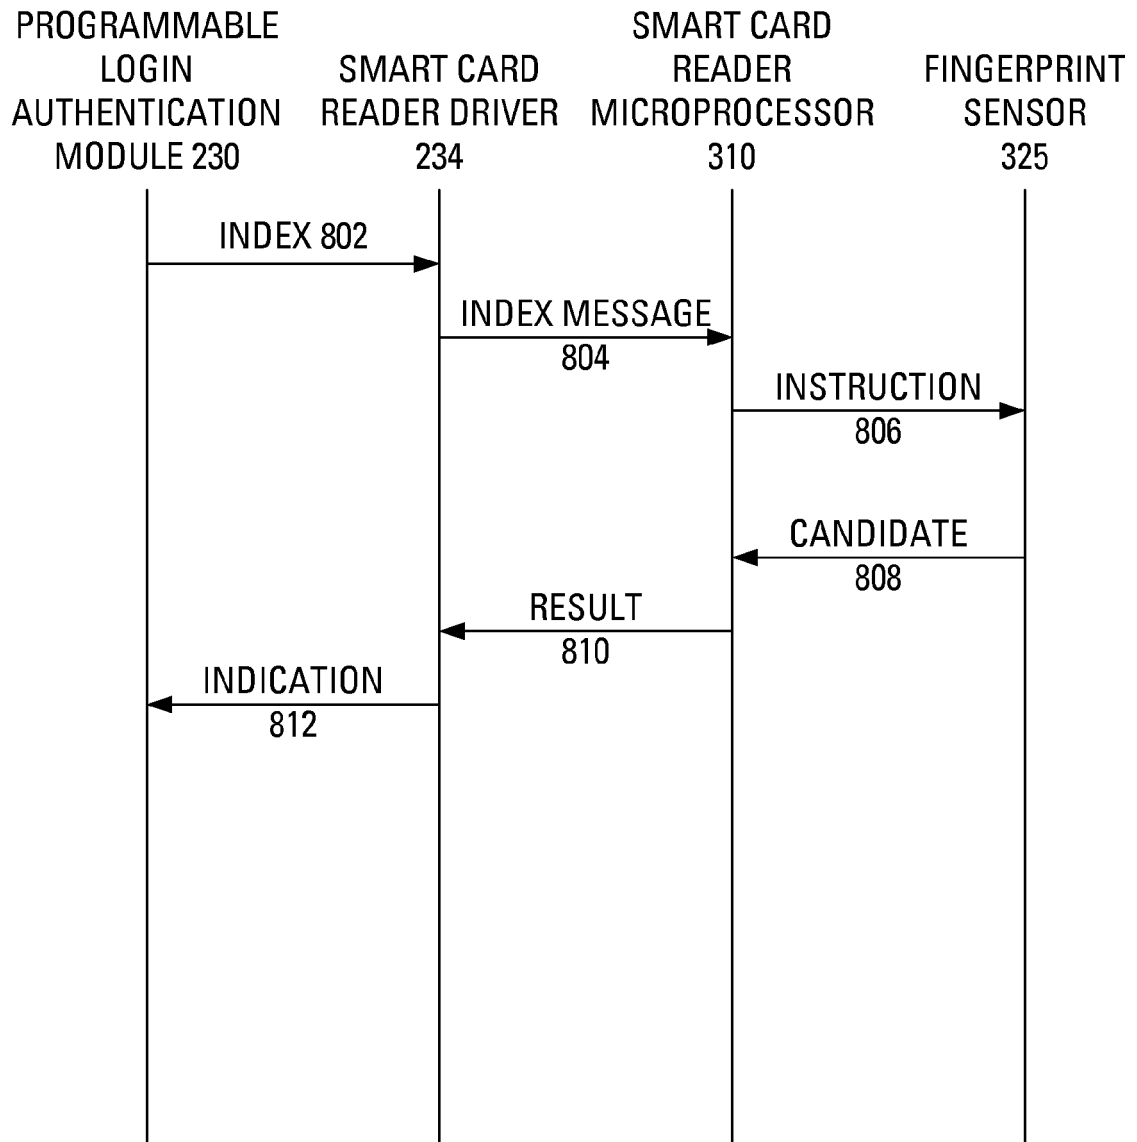 PROGRAMMABLE
LOGIN
AUTHENTICATION
MODULE 230
SMART CARD
READER DRIVER
234
SMART CARD
READER
MICROPROCESSOR
310
FINGERPRINT
SENSOR
325
INDEX 802
INDEX MESSAGE
804
INSTRUCTION
806
CANDIDATE
808
RESULT
810
INDICATION
812